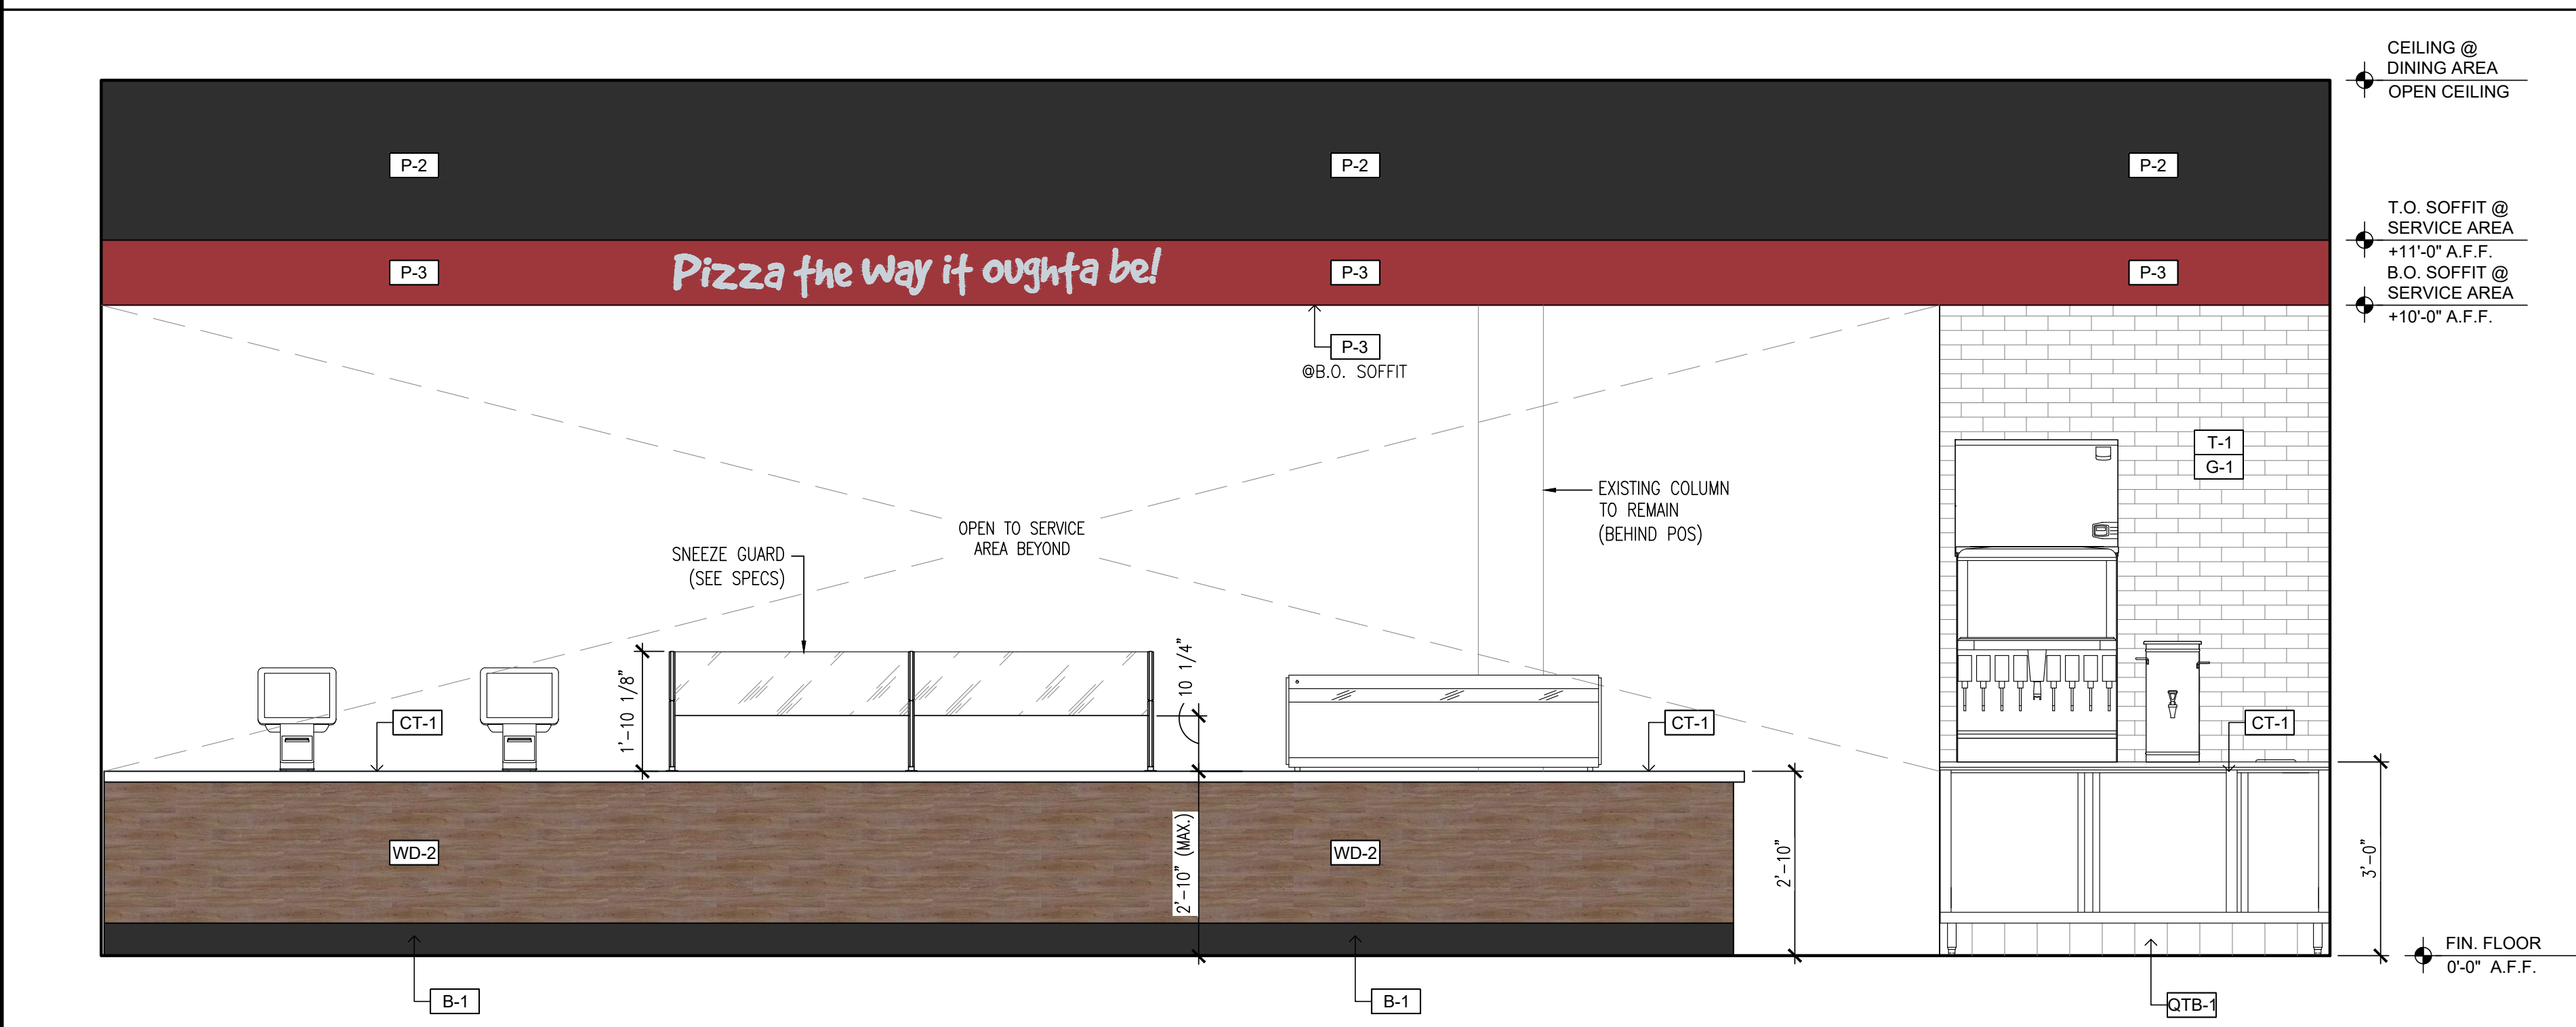 CEILING @
DINING AREA
OPEN CEILING
P-2
P-2
P-2
T.O. SOFFIT @
SERVICE AREA
+11'-0" A.F.F.
P-3
Pizza the way it oughta be!
P-3
P-3
B.O. SOFFIT @
SERVICE AREA
+10'-0" A.F.F.
P-3
@B.O. SOFFIT
T-1
G-1
EXISTING COLUMN
TO REMAIN
(BEHIND POS)
OPEN TO SERVICE
AREA BEYOND
SNEEZE GUARD
(SEE SPECS)
1'-10 1/8"
10 1/4"
CT-1
CT-1
CT-1
WD-2
2'-10" (MAX.)
WD-2
2'-10"
3'-0"
FIN. FLOOR
0'-0" A.F.F.
B-1
B-1
QTB-1